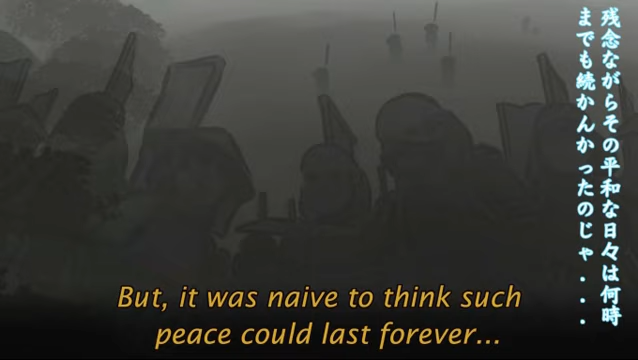 残念ながらその平和な日々は何時
までも続かんかったのじゃ...
But, it was naive to think such
peace could last forever...